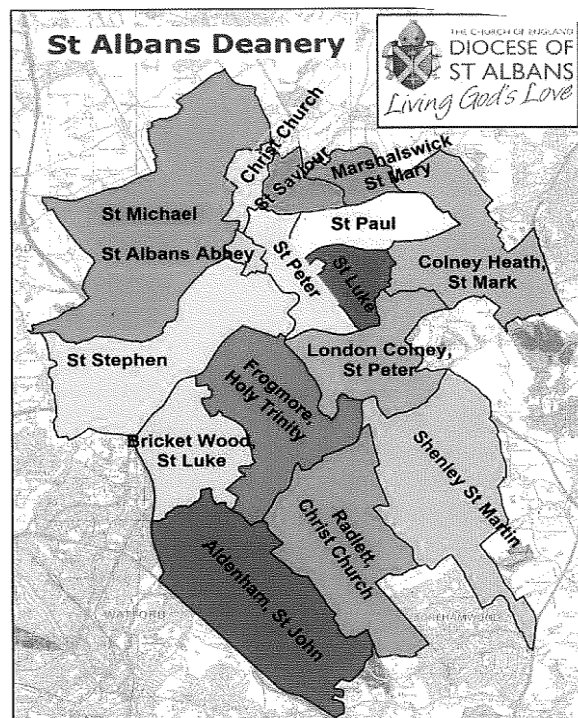 St Albans Deanery
THE CHURCH OF ENGLAND
DIOCESE OF
ST ALBANS
Living God's Love
Christ Church
St Saviour
Marshalswick
St Mary
St Michael
St Paul
St Albans Abbey
St Peter
St Luke
Colney Heath,
St Mark
St Stephen
London Colney,
St Peter
Frogmore,
Holy Trinity
Bricket Wood,
St Luke
Shenley St Martin
Radlett,
Christ Church
Aldenham, St John
WATFORD